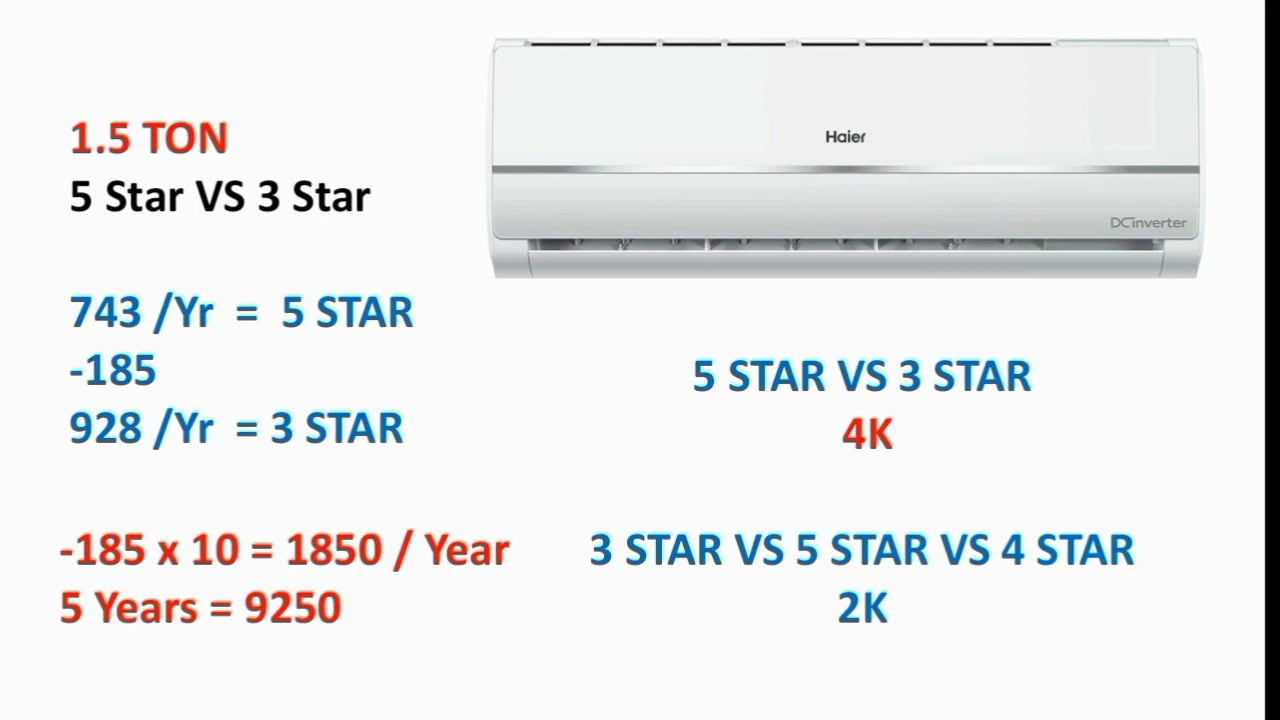 1.5 TON
5 Star VS 3 Star
743 /Yr = 5 STAR
-185
928 /Yr = 3 STAR
-185 x 10 = 1850 / Year
5 Years = 9250
Haier
DCinverter
5 STAR VS 3 STAR
4K
3 STAR VS 5 STAR VS 4 STAR
2K